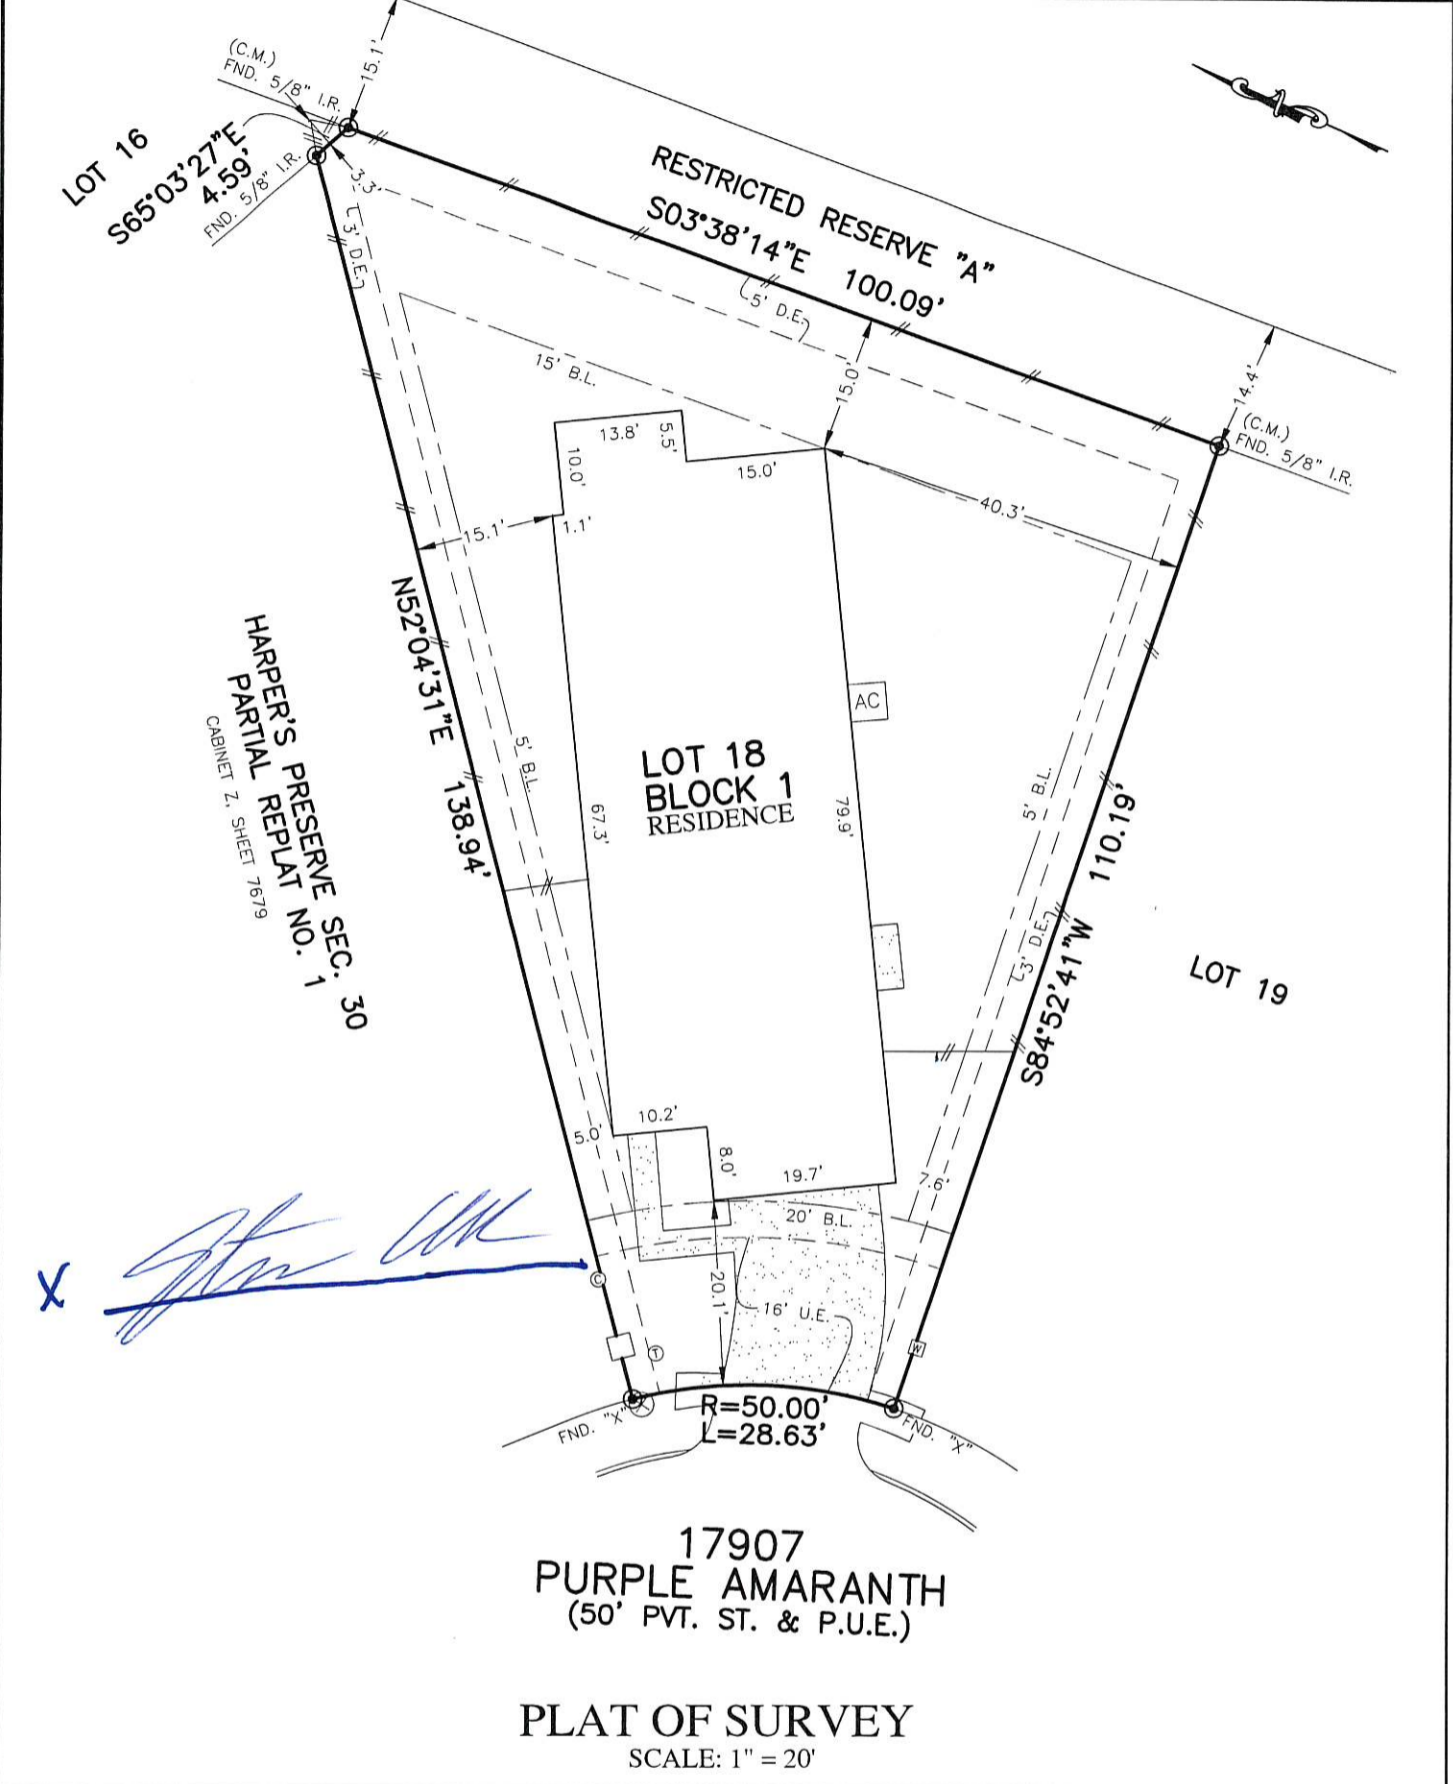 15.1'
(C.M.)
FND. 5/8" I.R.
LOT 16
S65°03'27"E
4.59'
FND. 5/8" I.R.
3.3'
3' D.E.
RESTRICTED RESERVE "A"
S03°38'14"E 100.09'
5' D.E.
15' B.L.
15.0'
14.4'
(C.M.)
FND. 5/8" I.R.
13.8'
5.5'
10.0'
15.0'
1.1'
15.1'
40.3'
N52°04'31"E 138.94'
HARPER'S PRESERVE SEC. 30
PARTIAL REPLAT NO. 1
CABINET Z, SHEET 7679
5' B.L.
AC
LOT 18
BLOCK 1
RESIDENCE
67.3'
79.9'
5' B.L.
S84°52'41"W 110.19'
3' D.E.
LOT 19
10.2'
5.0'
8.0'
19.7'
7.6'
20' B.L.
20.1'
16' U.E.
X
C
T
W
R=50.00'
L=28.63'
FND. "X"
FND. "X"
17907
PURPLE AMARANTH
(50' PVT. ST. & P.U.E.)
PLAT OF SURVEY
SCALE: 1" = 20'